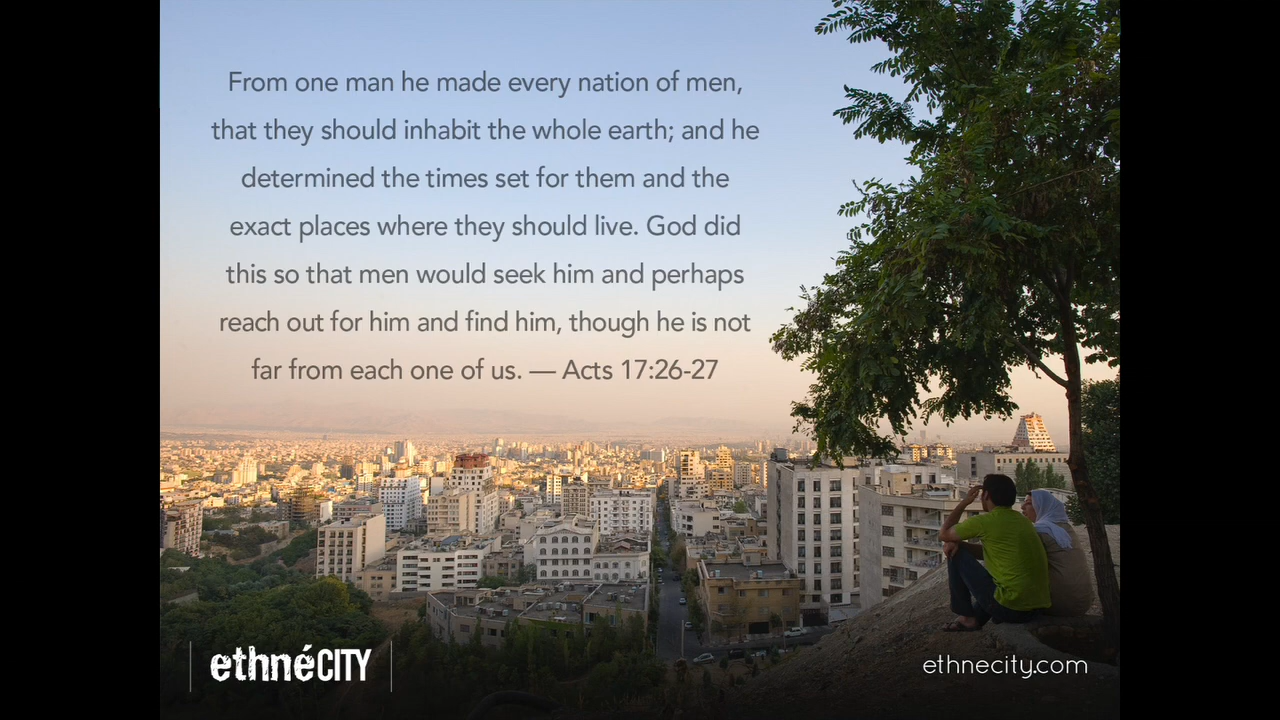 From one man he made every nation of men,
that they should inhabit the whole earth; and he
determined the times set for them and the
exact places where they should live. God did
this so that men would seek him and perhaps
reach out for him and find him, though he is not
far from each one of us. — Acts 17:26-27
ethnéCITY
ethnecity.com